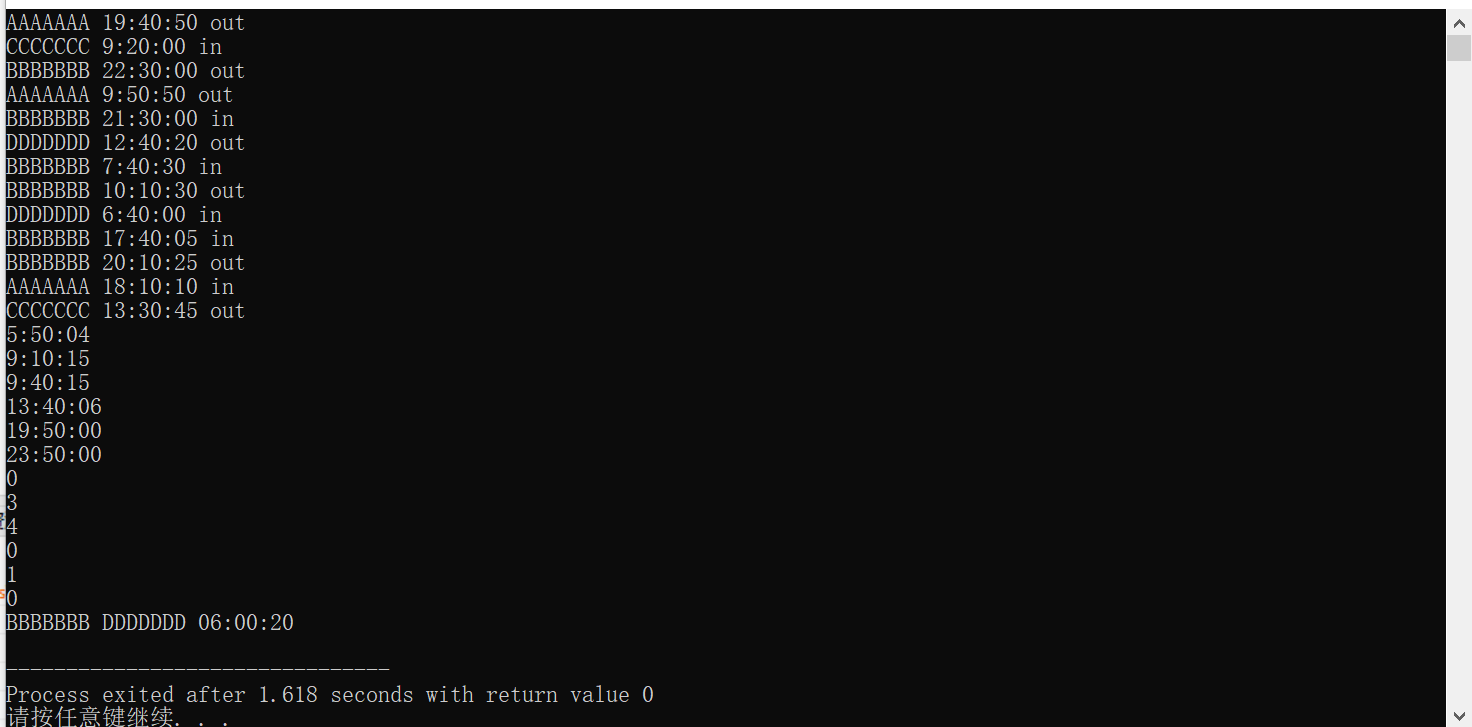 AAAAAAA 19:40:50 out
CCCCCCC 9:20:00 in
BBBBBBB 22:30:00 out
AAAAAAA 9:50:50 out
BBBBBBB 21:30:00 in
DDDDDDD 12:40:20 out
BBBBBBB 7:40:30 in
BBBBBBB 10:10:30 out
DDDDDDD 6:40:00 in
BBBBBBB 17:40:05 in
BBBBBBB 20:10:25 out
AAAAAAA 18:10:10 in
CCCCCCC 13:30:45 out
5:50:04
9:10:15
9:40:15
13:40:06
19:50:00
23:50:00
0
3
4
0
1
0
BBBBBBB DDDDDDD 06:00:20
--------------------------------
Process exited after 1.618 seconds with return value 0
请按任意键继续. . .